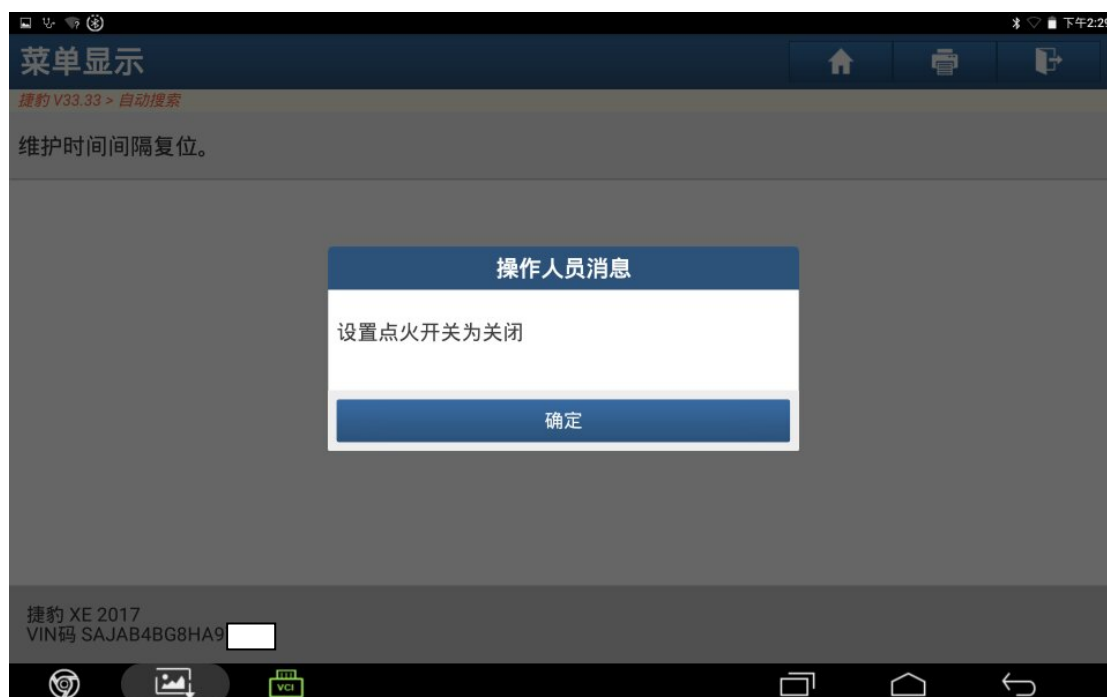 下午2:29
菜单显示
捷豹 V33.33 > 自动搜索
维护时间间隔复位。
操作人员消息
设置点火开关为关闭
确定
捷豹 XE 2017
VIN码 SAJAB4BG8HA9
VCI